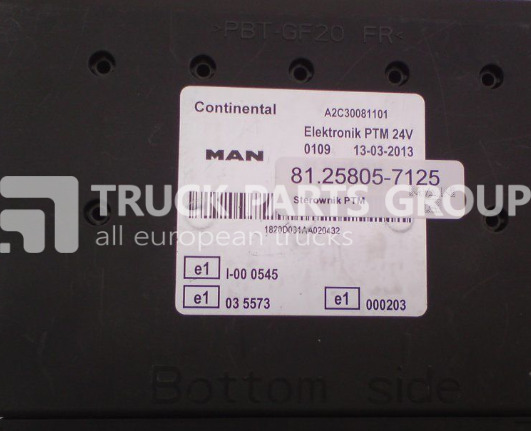 >PBT-GF20 FR<
Continental A2C30081101
Elektronik PTM 24V
0109 13-03-2013
MAN
81.25805-7125
Sterownik PTM
TRUCK PARTS GROUP
all european trucks
e1 I-00 0545
e1 03 5573 e1 000203
Bottom side